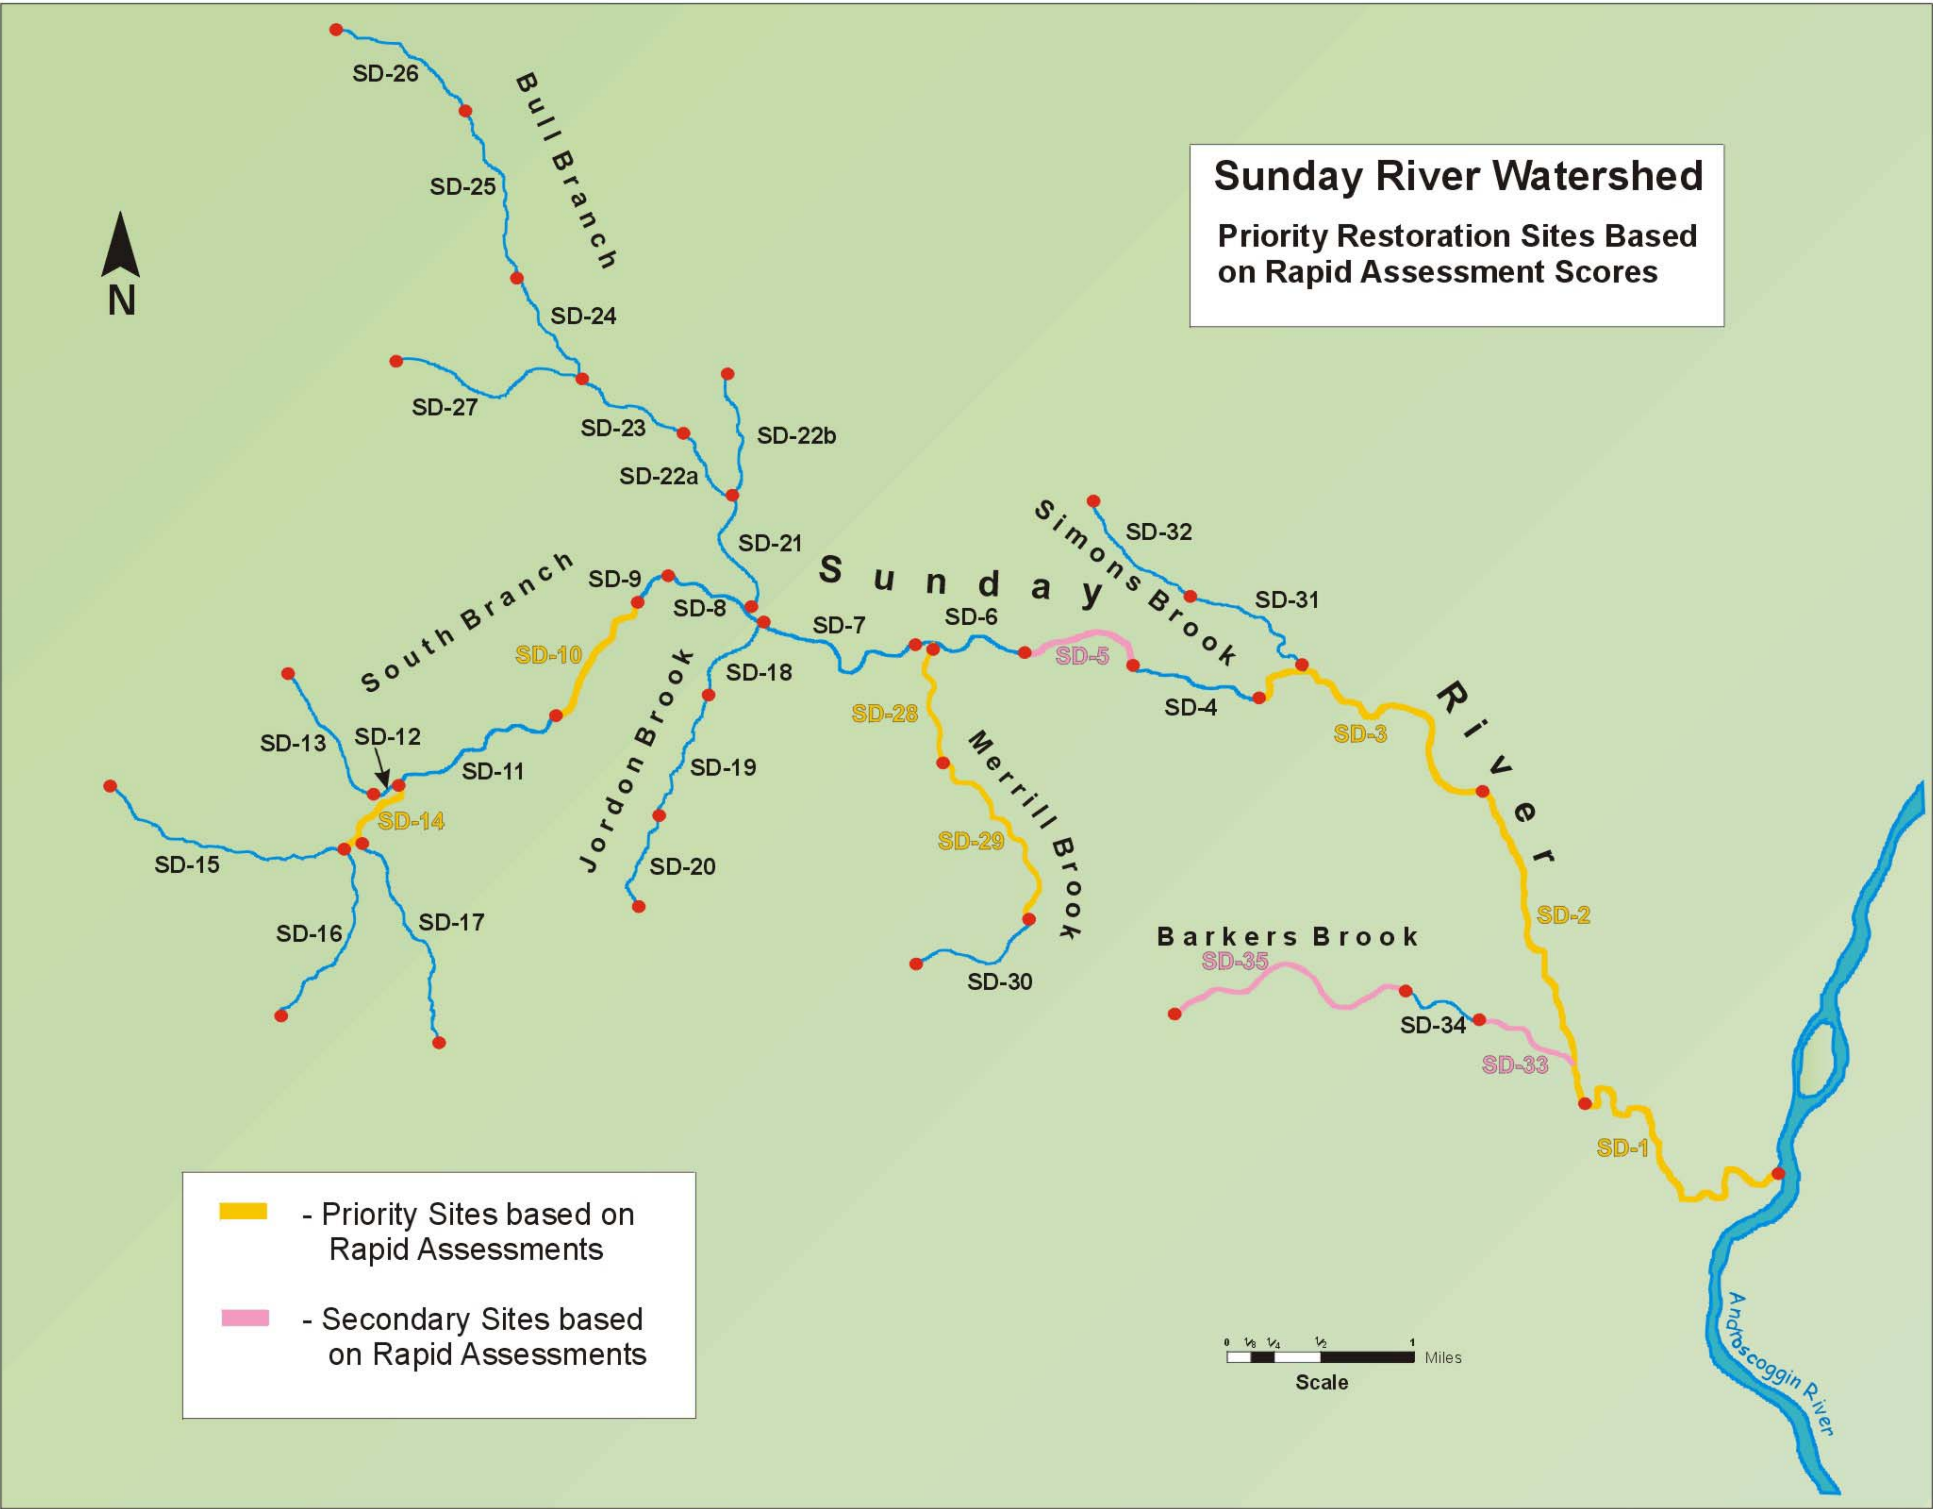 SD-26
Bull Branch
Sunday River Watershed
Priority Restoration Sites Based
on Rapid Assessment Scores
SD-25
N
SD-24
SD-27
SD-23
SD-22b
SD-22a
SD-21
Simons Brook
SD-32
South Branch
SD-9
SD-8
Sunday
SD-31
SD-7
SD-6
SD-5
SD-10
SD-18
SD-4
River
SD-3
SD-28
SD-13
SD-12
SD-11
Jordon Brook
SD-19
Merrill Brook
SD-14
SD-29
SD-15
SD-20
SD-16
SD-17
SD-2
Barkers Brook
SD-35
SD-30
SD-34
SD-33
SD-1
- Priority Sites based on
Rapid Assessments
- Secondary Sites based
on Rapid Assessments
0 1/8 1/4 1/2 1 Miles
Scale
Androscoggin River